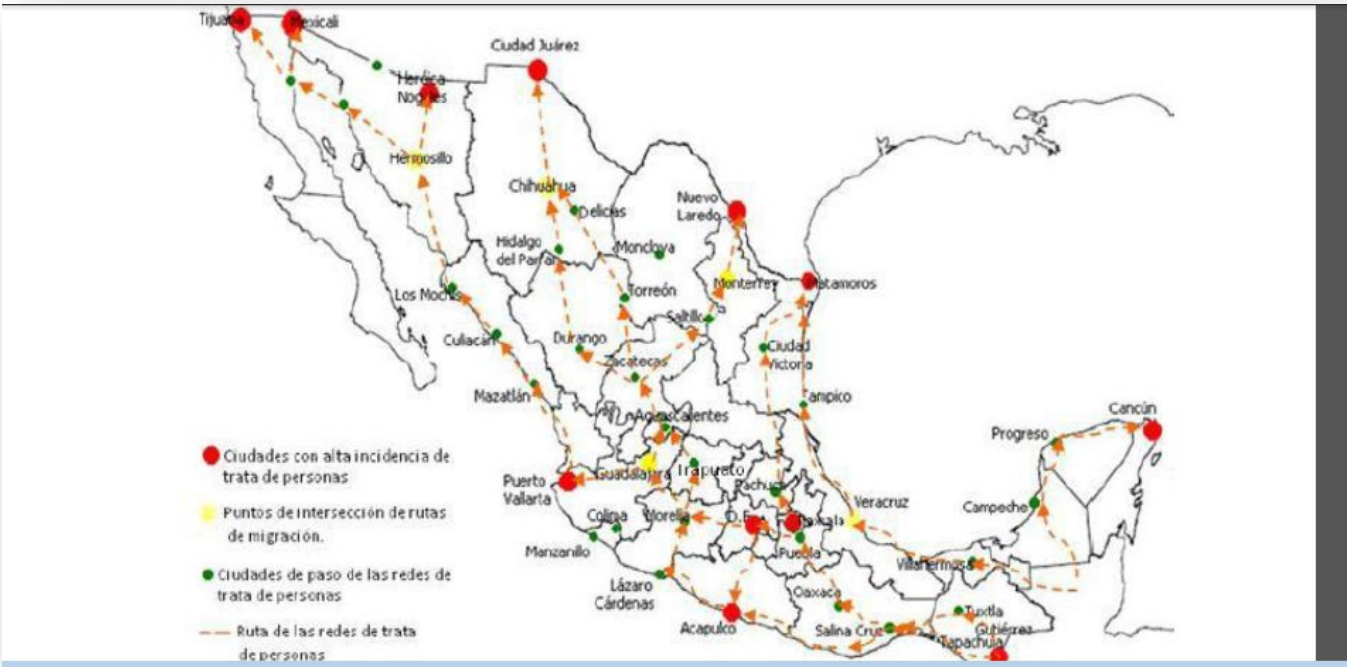 Tijuana
Mexicali
Ciudad Juárez
Heróica
Nogales
Hermosillo
Chihuahua
Delicias
Nuevo
Laredo
Hidalgo
del Parral
Monclova
Monterrey
Matamoros
Los Mochis
Torreón
Saltillo
Culiacán
Durango
Ciudad
Victoria
Zacatecas
Mazatlán
Tampico
Aguascalientes
Cancún
Progreso
Ciudades con alta incidencia de
trata de personas
Puerto
Vallarta
Guadalajara
Irapuato
Pachuca
Veracruz
Campeche
Puntos de intersección de rutas
de migración.
Colima
Morelia
D.F.
Tlaxcala
Manzanillo
Puebla
Villahermosa
Ciudades de paso de las redes de
trata de personas
Lázaro
Cárdenas
Oaxaca
Tuxtla
Gutiérrez
Acapulco
Salina Cruz
Tapachula
Ruta de las redes de trata
de personas